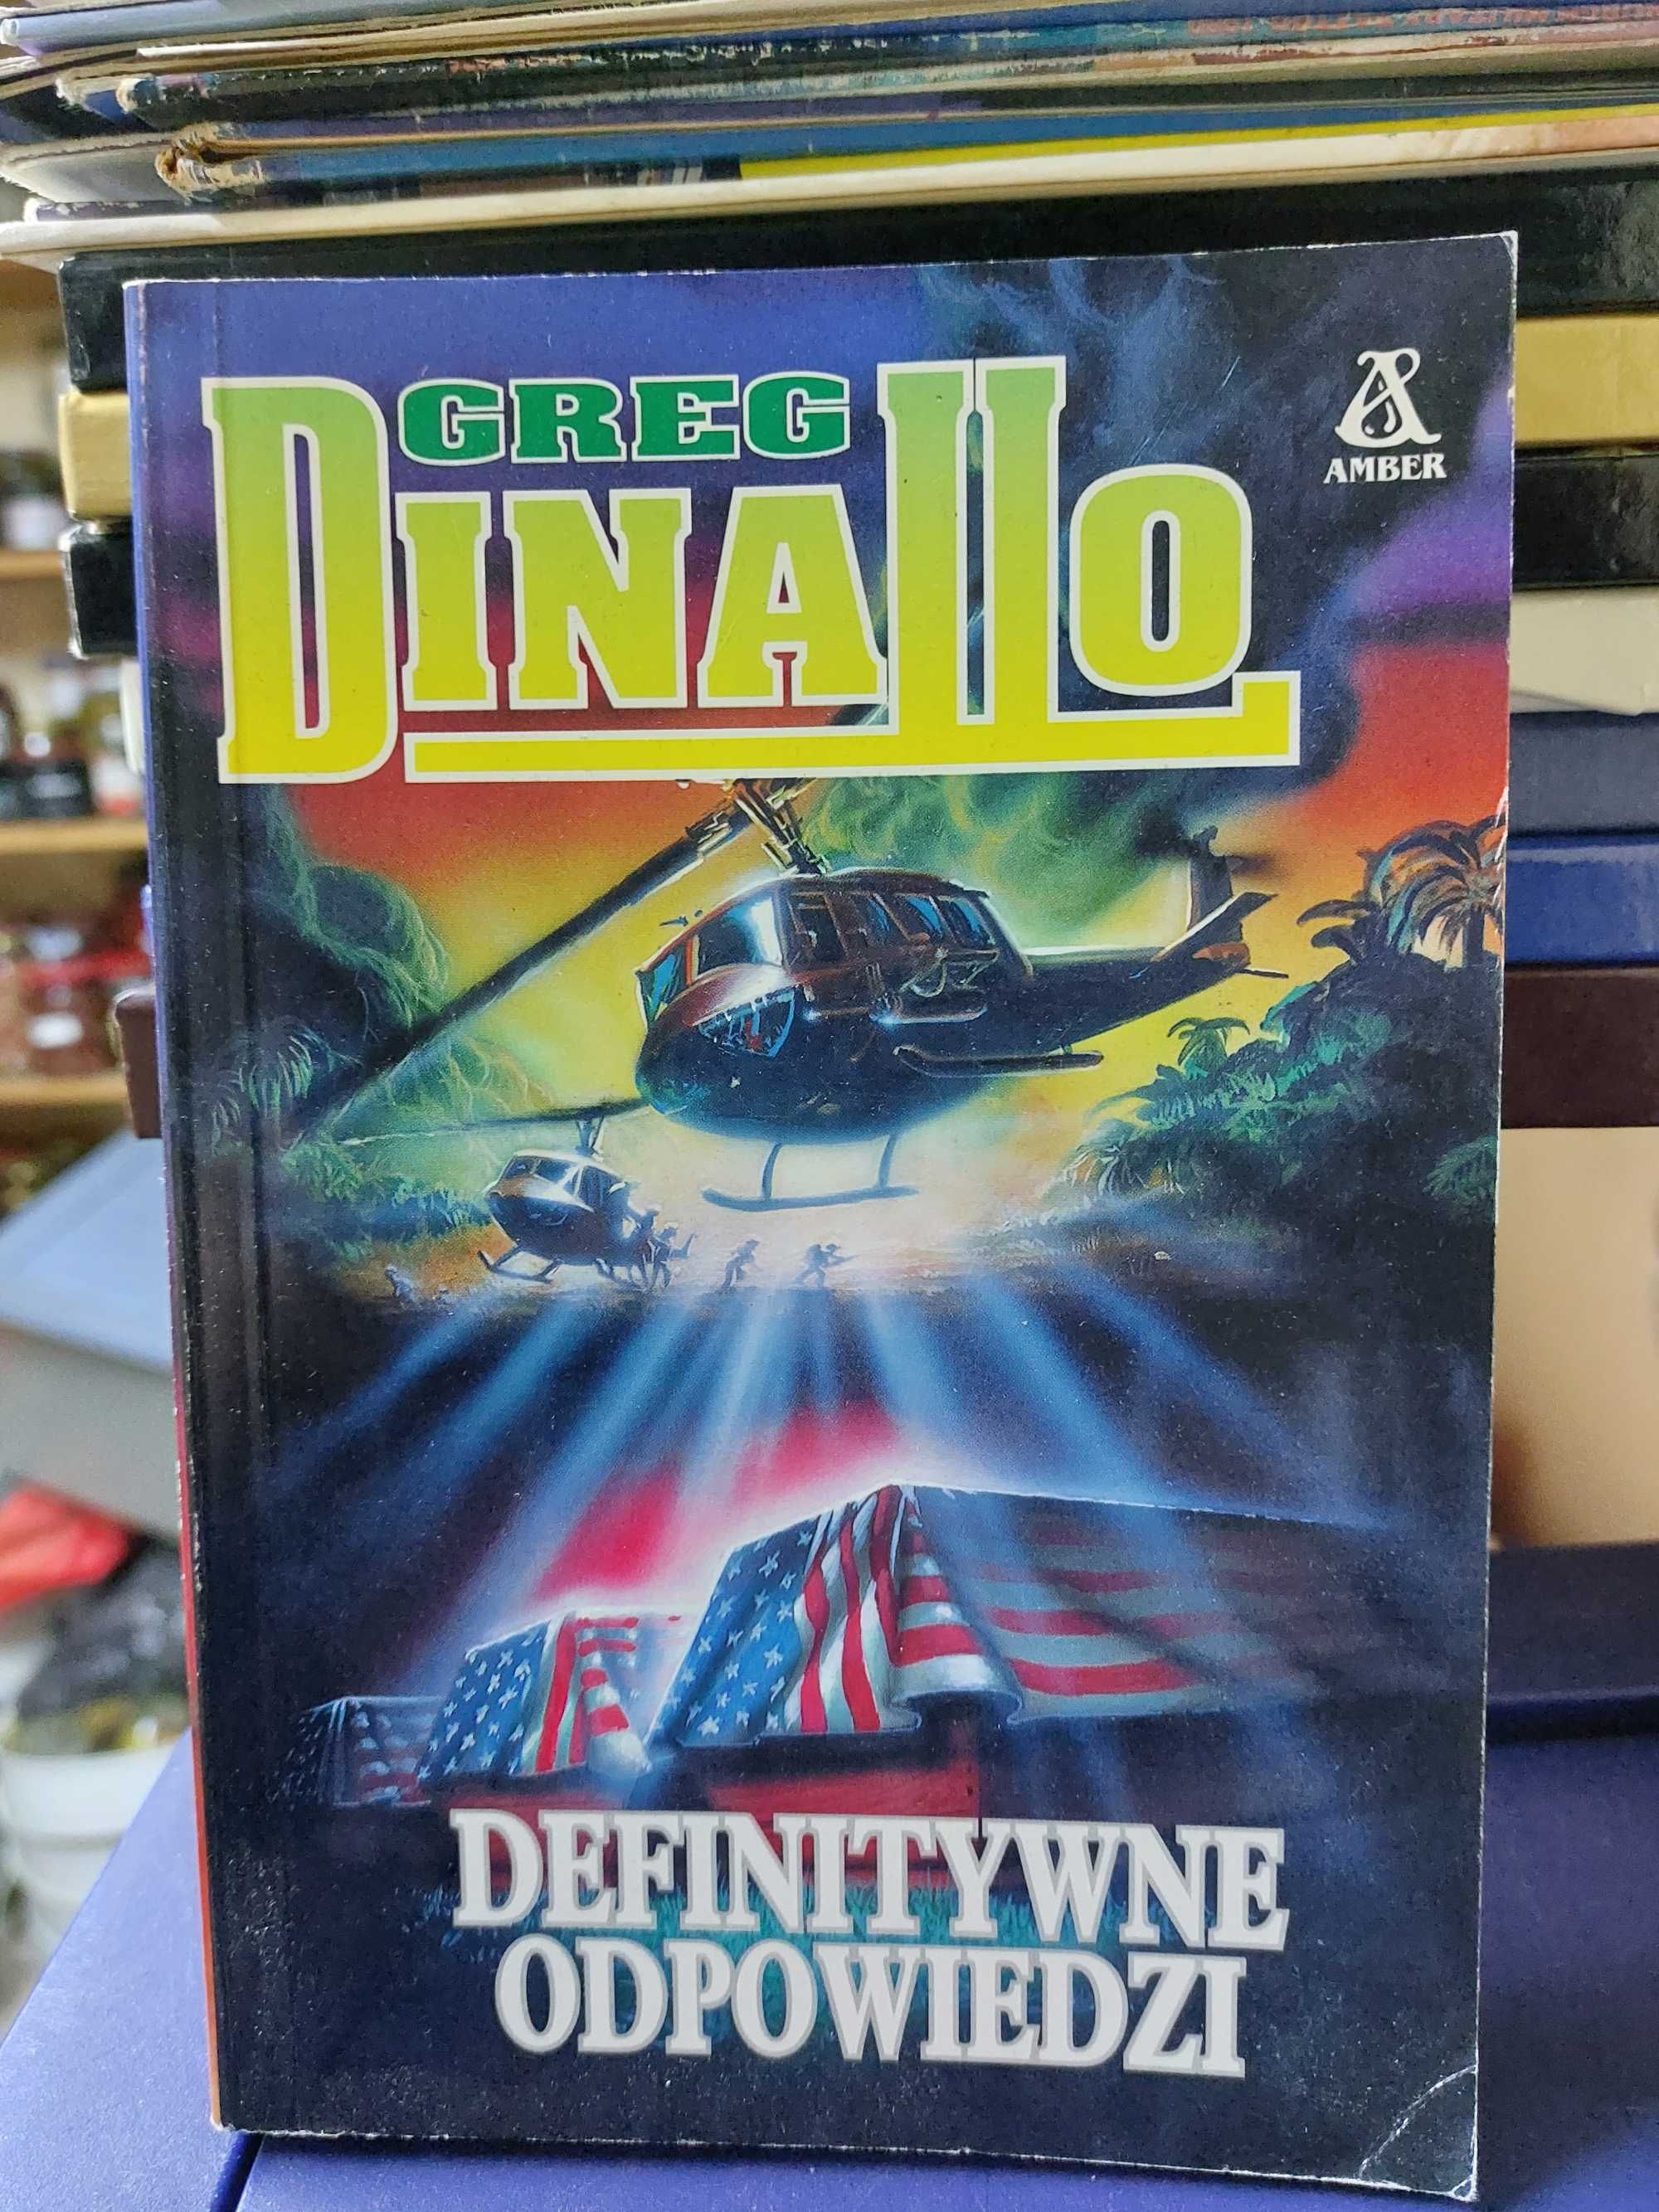 GREG
DINALLO
AMBER
DEFINITYWNE
ODPOWIEDZI